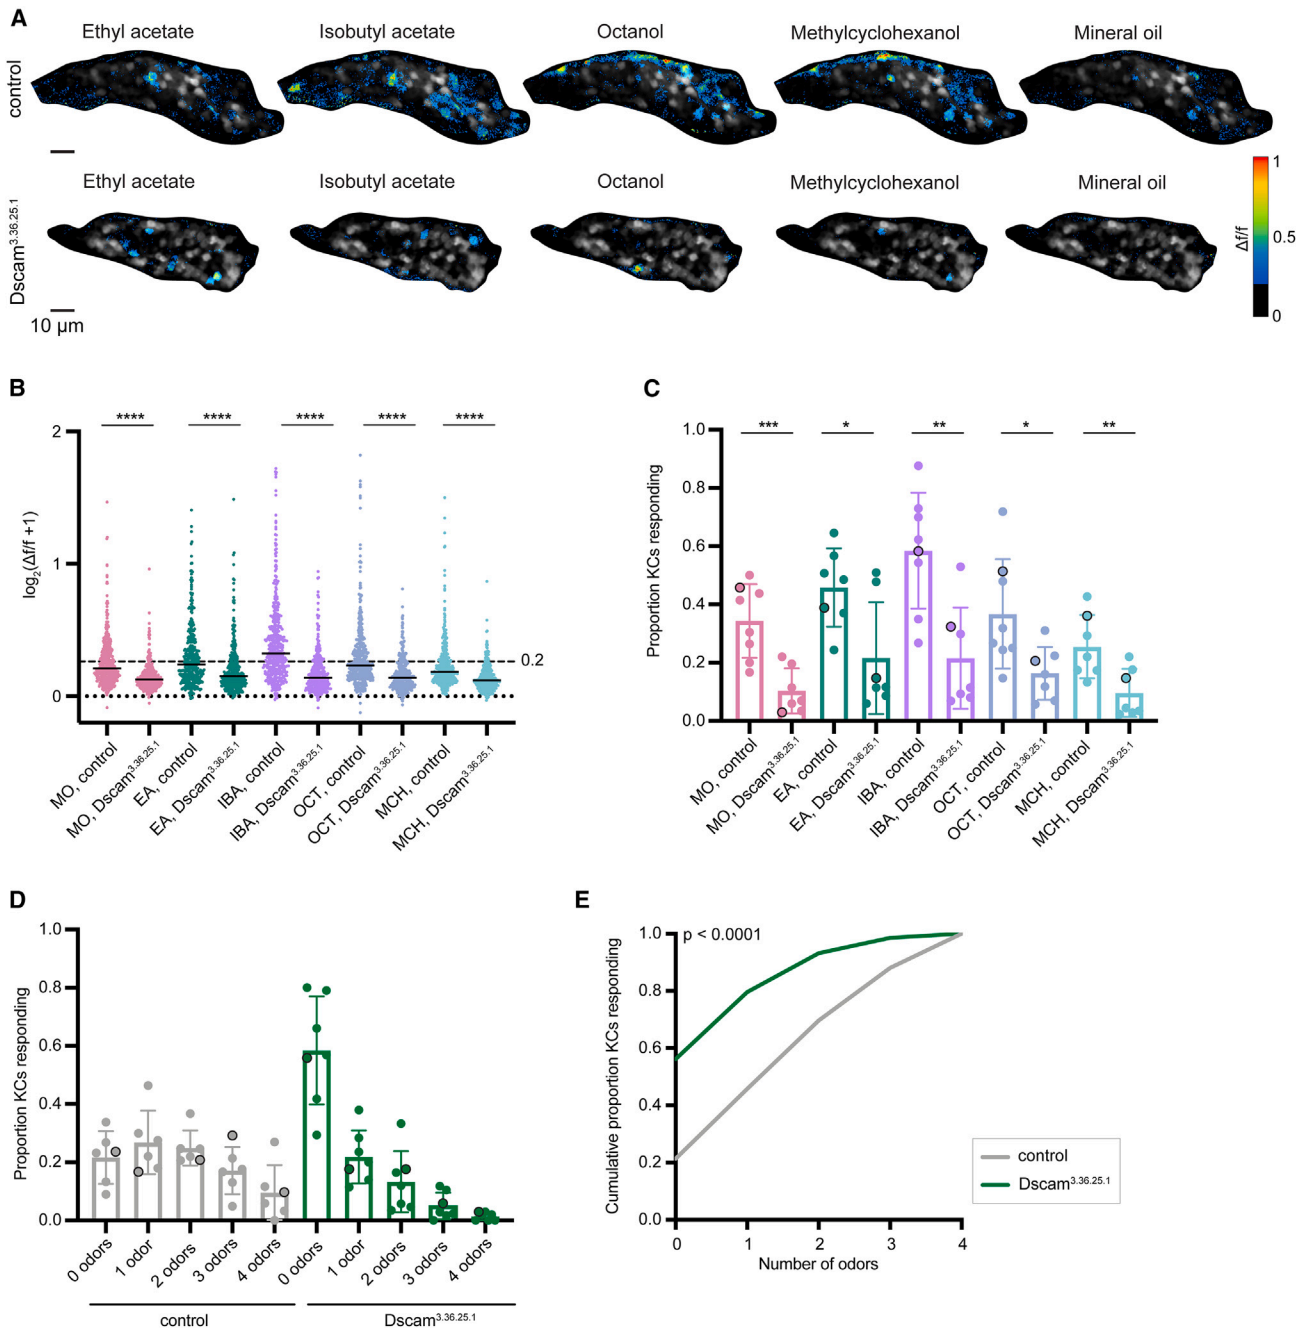 A
Ethyl acetate Isobutyl acetate Octanol Methylcyclohexanol Mineral oil
control
Ethyl acetate Isobutyl acetate Octanol Methylcyclohexanol Mineral oil
Dscam3.36.25.1
10 µm
1
0.5
0
Δf/f
B
**** **** **** **** ****
2
1
0
log2(Δf/f +1)
0.2
MO, control
MO, Dscam3.36.25.1
EA, control
EA, Dscam3.36.25.1
IBA, control
IBA, Dscam3.36.25.1
OCT, control
OCT, Dscam3.36.25.1
MCH, control
MCH, Dscam3.36.25.1
C
*** * ** * **
1.0
0.8
0.6
0.4
0.2
0.0
Proportion KCs responding
MO, control
MO, Dscam3.36.25.1
EA, control
EA, Dscam3.36.25.1
IBA, control
IBA, Dscam3.36.25.1
OCT, control
OCT, Dscam3.36.25.1
MCH, control
MCH, Dscam3.36.25.1
D
1.0
0.8
0.6
0.4
0.2
0.0
Proportion KCs responding
0 odors
1 odor
2 odors
3 odors
4 odors
0 odors
1 odor
2 odors
3 odors
4 odors
control Dscam3.36.25.1
E
p < 0.0001
1.0
0.8
0.6
0.4
0.2
0.0
Cumulative proportion KCs responding
0 1 2 3 4
Number of odors
control
Dscam3.36.25.1